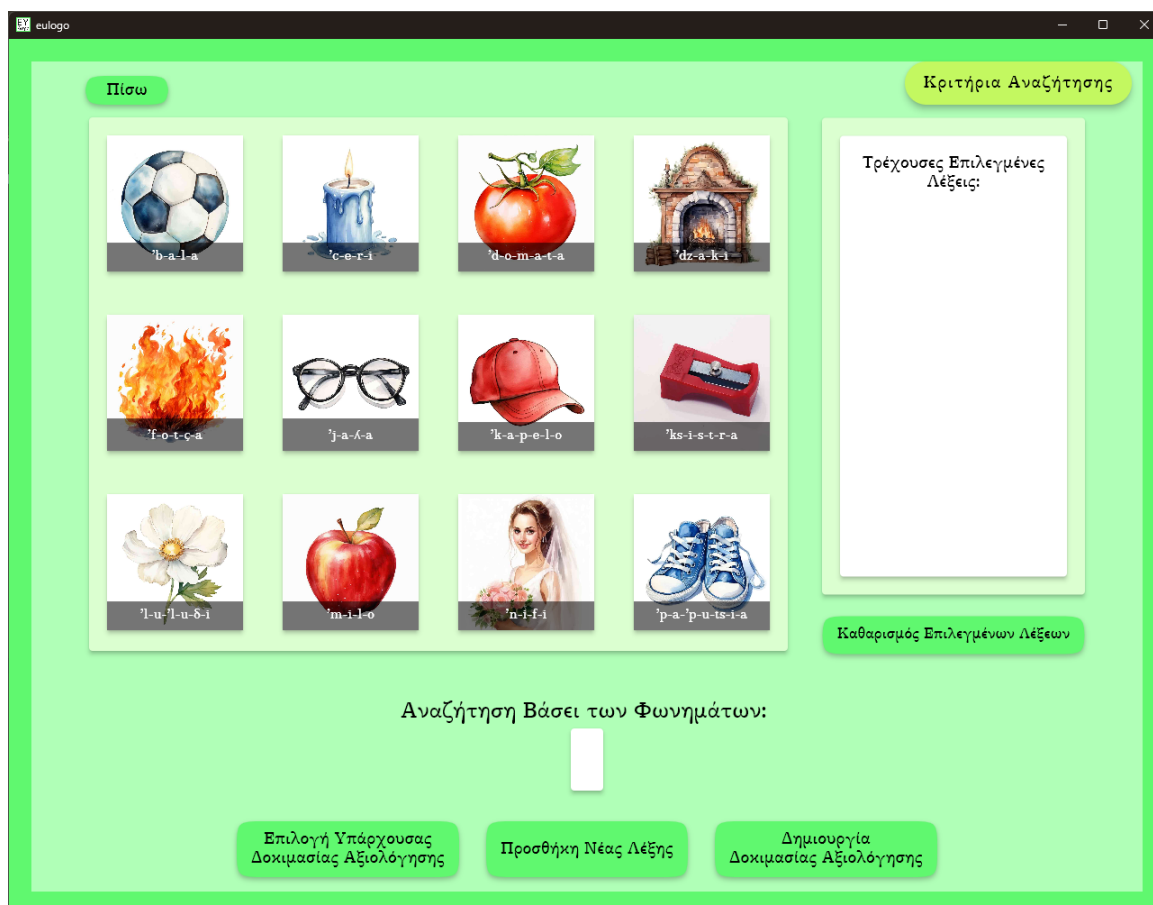 eulogo
Πίσω
Κριτήρια Αναζήτησης
'b-a-l-a
'c-e-r-i
'd-o-m-a-t-a
'dz-a-k-i
Τρέχουσες Επιλεγμένες
Λέξεις:
'f-o-t-ç-a
'j-a-ʎ-a
'k-a-p-e-l-o
'ks-i-s-t-r-a
'l-u-'l-u-δ-i
'm-i-l-o
'n-i-f-i
'p-a-'p-u-ts-i-a
Καθαρισμός Επιλεγμένων Λέξεων
Αναζήτηση Βάσει των Φωνημάτων:
Επιλογή Υπάρχουσας
Δοκιμασίας Αξιολόγησης
Προσθήκη Νέας Λέξης
Δημιουργία
Δοκιμασίας Αξιολόγησης